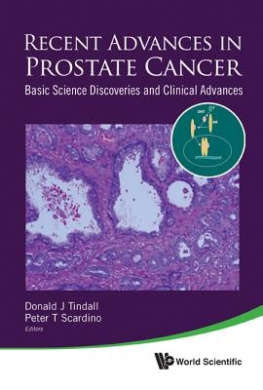 RECENT ADVANCES IN
PROSTATE CANCER
Basic Science Discoveries and Clinical Advances
Donald J Tindall
Peter T Scardino
Editors
World Scientific